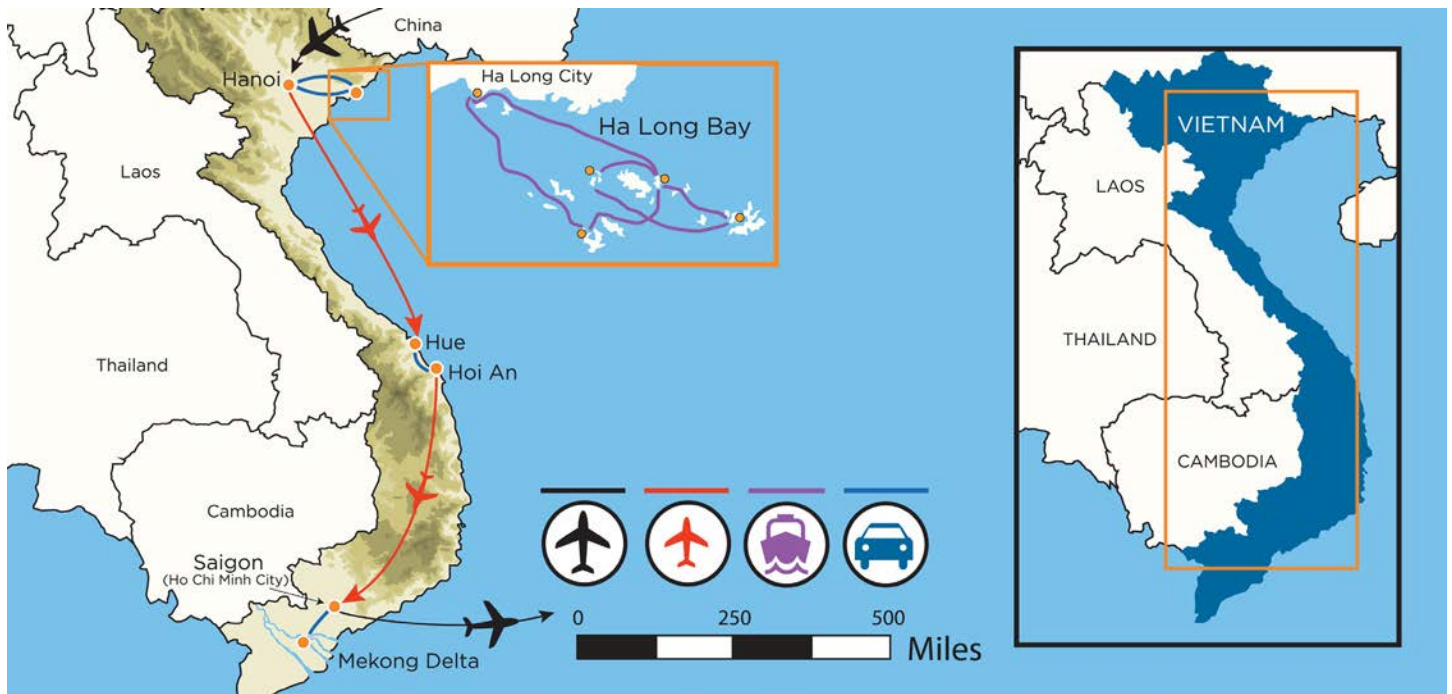 China
Hanoi
Ha Long City
Ha Long Bay
Laos
Hue
Hoi An
Thailand
Cambodia
Saigon
(Ho Chi Minh City)
Mekong Delta
0 250 500
Miles
VIETNAM
LAOS
THAILAND
CAMBODIA